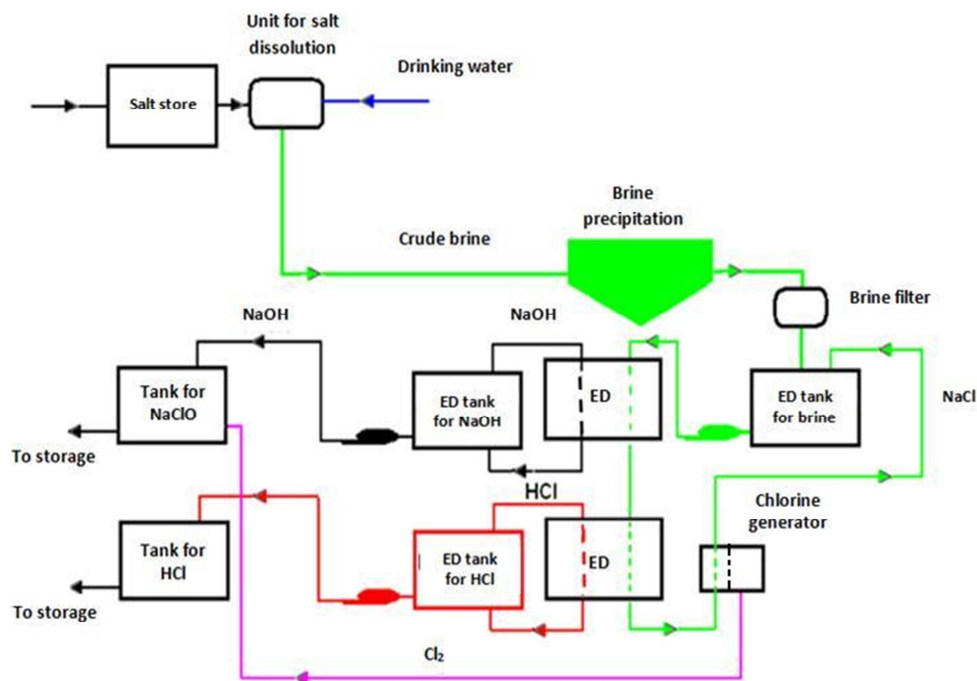 Unit for salt
dissolution
Drinking water
Salt store
Brine
precipitation
Crude brine
Brine filter
NaOH
NaOH
Tank for
NaClO
ED tank
for NaOH
ED
ED tank
for brine
NaCl
To storage
HCl
Chlorine
generator
Tank for
HCl
ED tank
for HCl
ED
To storage
Cl₂